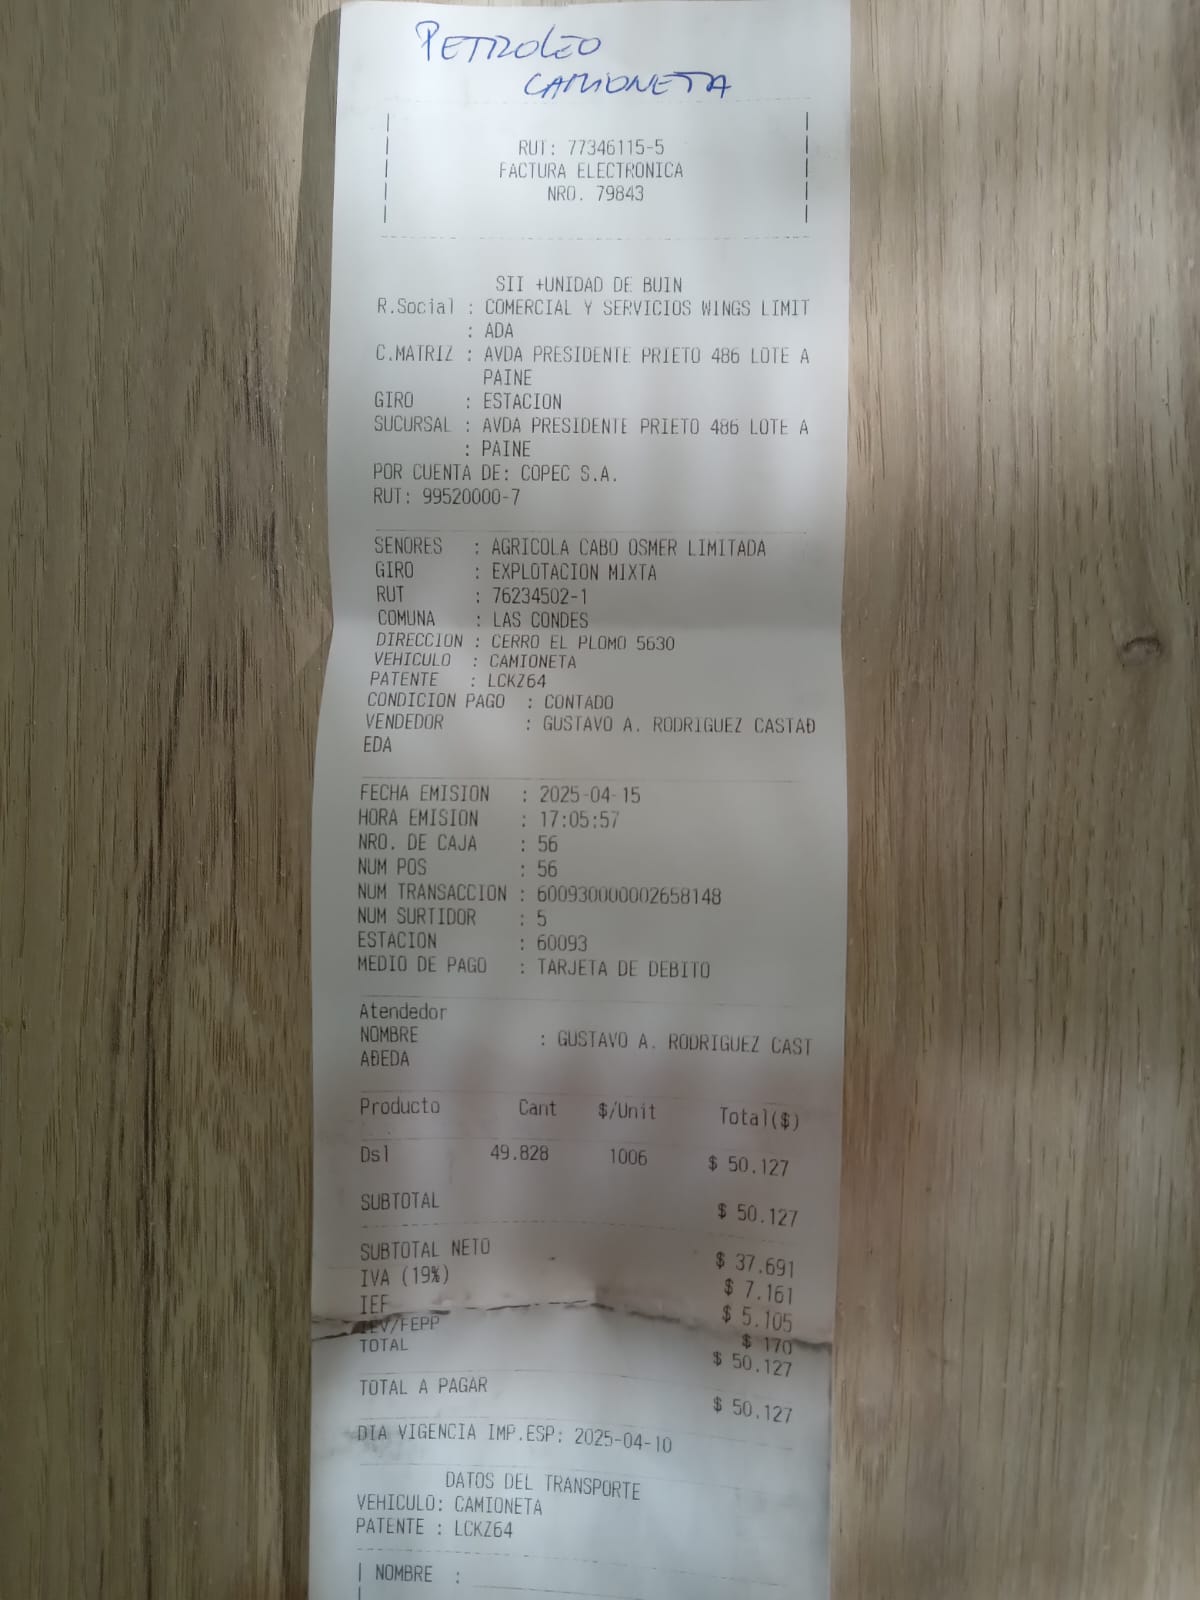 PETROLEO
CAMIONETA
RUT: 77346115-5
FACTURA ELECTRONICA
NRO. 79843
SII +UNIDAD DE BUIN
R.Social : COMERCIAL Y SERVICIOS WINGS LIMIT
: ADA
C.MATRIZ : AVDA PRESIDENTE PRIETO 486 LOTE A
PAINE
GIRO : ESTACION
SUCURSAL : AVDA PRESIDENTE PRIETO 486 LOTE A
: PAINE
POR CUENTA DE: COPEC S.A.
RUT: 99520000-7
SENORES : AGRICOLA CABO OSMER LIMITADA
GIRO : EXPLOTACION MIXTA
RUT : 76234502-1
COMUNA : LAS CONDES
DIRECCION : CERRO EL PLOMO 5630
VEHICULO : CAMIONETA
PATENTE : LCKZ64
CONDICION PAGO : CONTADO
VENDEDOR : GUSTAVO A. RODRIGUEZ CASTAÐ
EDA
FECHA EMISION : 2025-04-15
HORA EMISION : 17:05:57
NRO. DE CAJA : 56
NUM POS : 56
NUM TRANSACCION : 600930000002658148
NUM SURTIDOR : 5
ESTACION : 60093
MEDIO DE PAGO : TARJETA DE DEBITO
Atendedor
NOMBRE : GUSTAVO A. RODRIGUEZ CAST
AÐEDA
Producto Cant $/Unit Total($)
Dsl 49.828 1006 $ 50.127
SUBTOTAL $ 50.127
SUBTOTAL NETO $ 37.691
IVA (19%) $ 7.161
IEF $ 5.105
IEV/FEPP $ 170
TOTAL $ 50.127
TOTAL A PAGAR $ 50.127
DIA VIGENCIA IMP.ESP: 2025-04-10
DATOS DEL TRANSPORTE
VEHICULO: CAMIONETA
PATENTE : LCKZ64
NOMBRE :